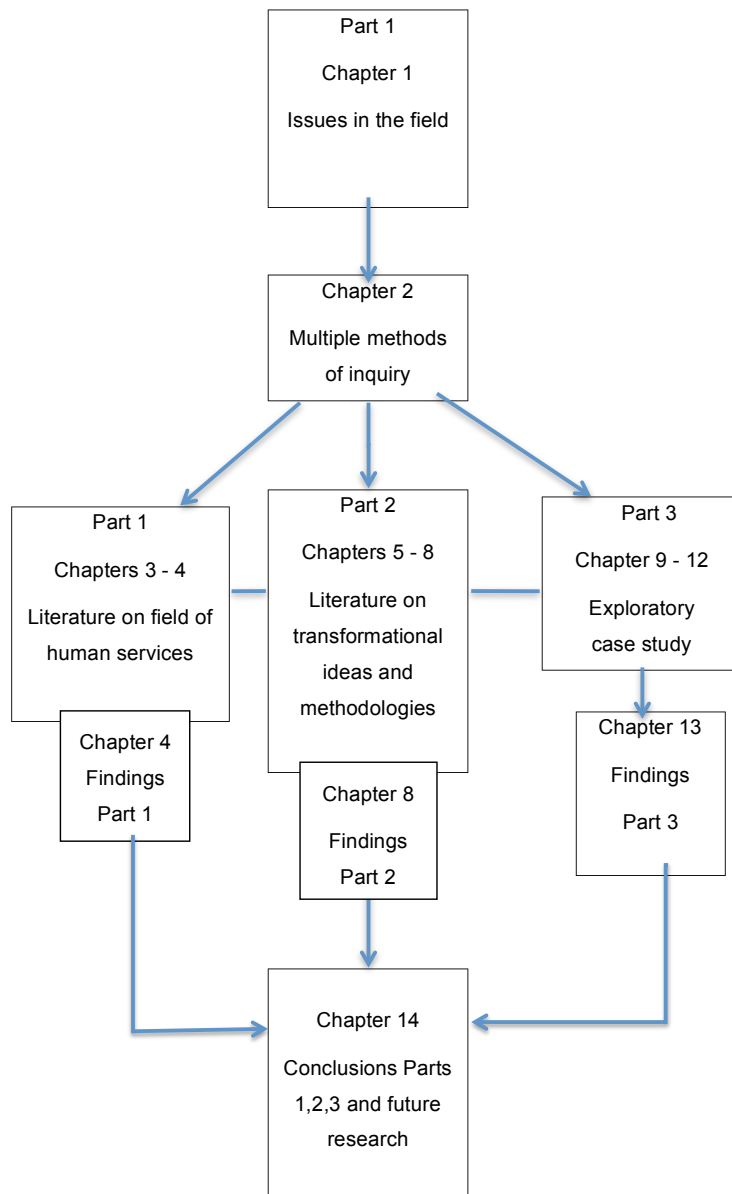 Part 1
Chapter 1
Issues in the field
Chapter 2
Multiple methods
of inquiry
Part 1
Chapters 3 - 4
Literature on field of
human services
Chapter 4
Findings
Part 1
Part 2
Chapters 5 - 8
Literature on
transformational
ideas and
methodologies
Chapter 8
Findings
Part 2
Part 3
Chapter 9 - 12
Exploratory
case study
Chapter 13
Findings
Part 3
Chapter 14
Conclusions Parts
1,2,3 and future
research